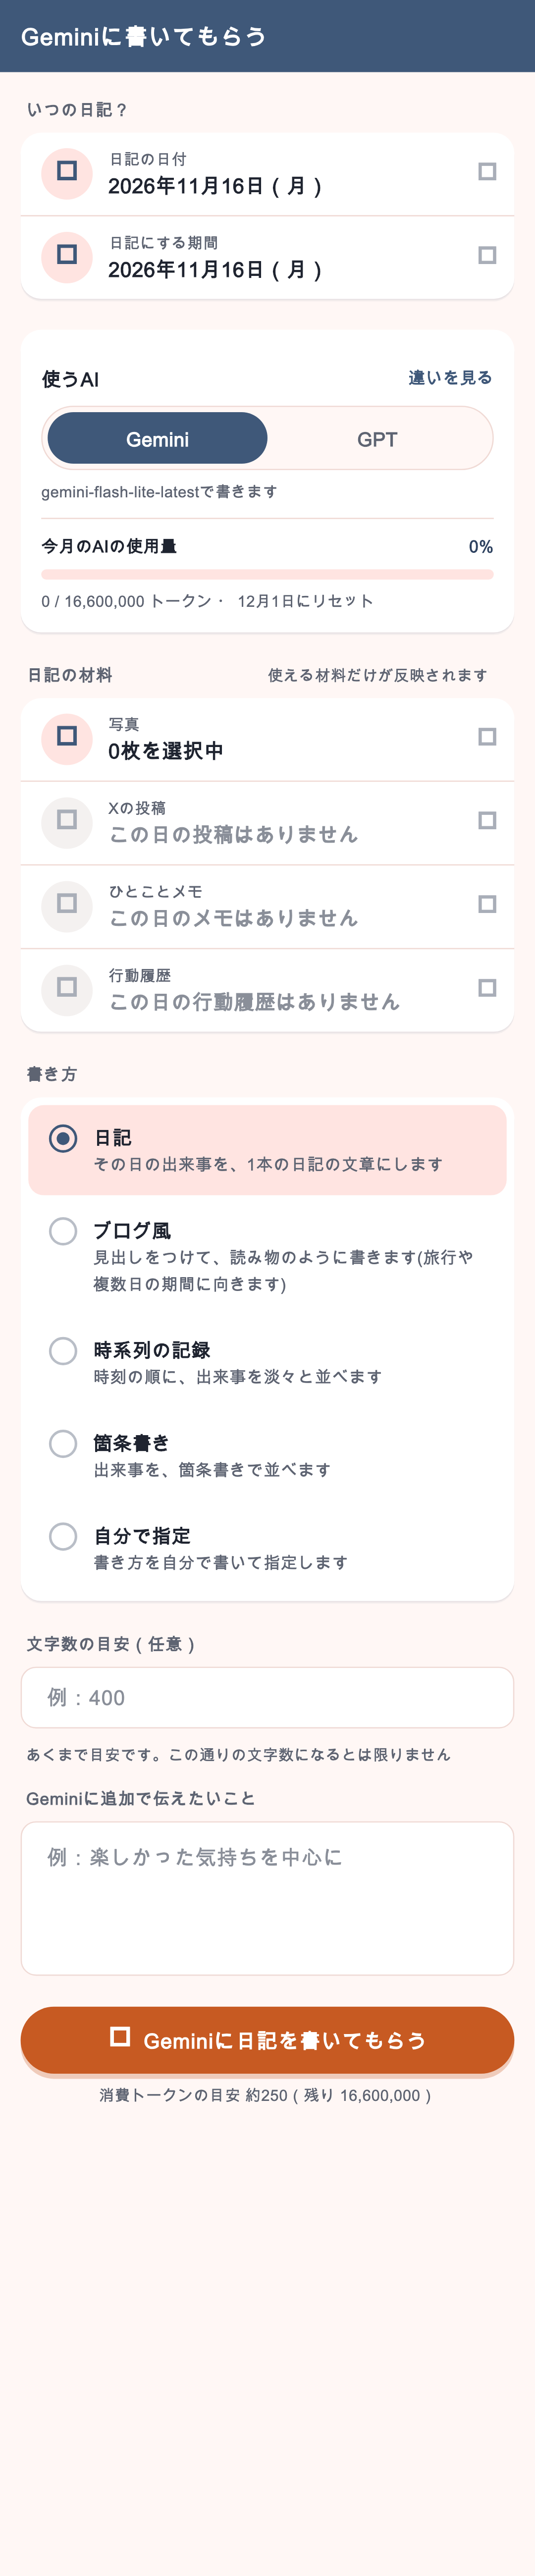 Geminiに書いてもらう
いつの日記？
日記の日付
2026年11月16日（月）
日記にする期間
2026年11月16日（月）
使うAI
違いを見る
Gemini
GPT
gemini-flash-lite-latestで書きます
今月のAIの使用量
0%
0 / 16,600,000 トークン・ 12月1日にリセット
日記の材料
使える材料だけが反映されます
写真
0枚を選択中
Xの投稿
この日の投稿はありません
ひとことメモ
この日のメモはありません
行動履歴
この日の行動履歴はありません
書き方
日記
その日の出来事を、1本の日記の文章にします
ブログ風
見出しをつけて、読み物のように書きます(旅行や
複数日の期間に向きます)
時系列の記録
時刻の順に、出来事を淡々と並べます
箇条書き
出来事を、箇条書きで並べます
自分で指定
書き方を自分で書いて指定します
文字数の目安（任意）
例：400
あくまで目安です。この通りの文字数になるとは限りません
Geminiに追加で伝えたいこと
例：楽しかった気持ちを中心に
Geminiに日記を書いてもらう
消費トークンの目安 約250（残り 16,600,000）